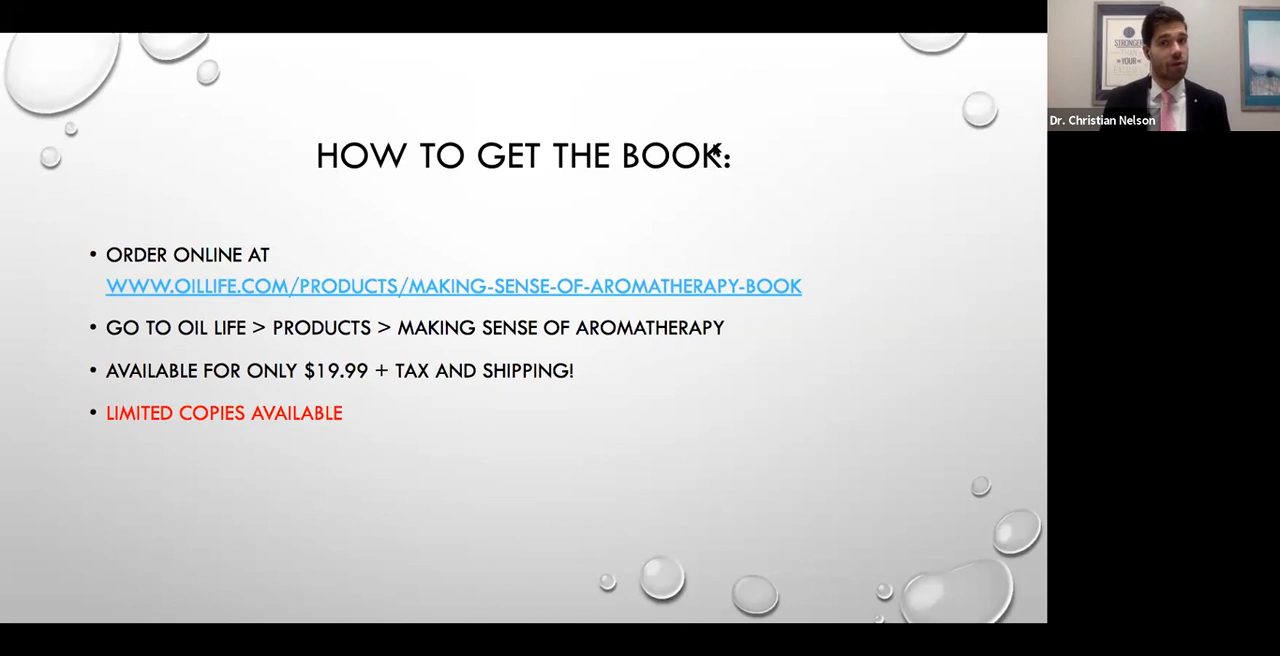 HOW TO GET THE BOOK:
• ORDER ONLINE AT
WWW.OILLIFE.COM/PRODUCTS/MAKING-SENSE-OF-AROMATHERAPY-BOOK
• GO TO OIL LIFE > PRODUCTS > MAKING SENSE OF AROMATHERAPY
• AVAILABLE FOR ONLY $19.99 + TAX AND SHIPPING!
• LIMITED COPIES AVAILABLE
STRONGER
YOUR
Dr. Christian Nelson